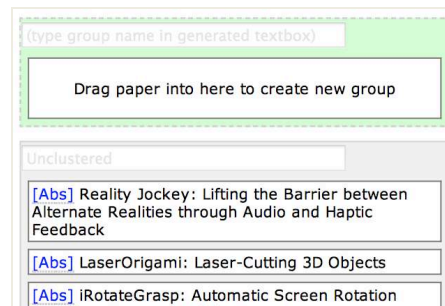 (type group name in generated textbox)
Drag paper into here to create new group
Unclustered
[Abs] Reality Jockey: Lifting the Barrier between
Alternate Realities through Audio and Haptic
Feedback
[Abs] LaserOrigami: Laser-Cutting 3D Objects
[Abs] iRotateGrasp: Automatic Screen Rotation